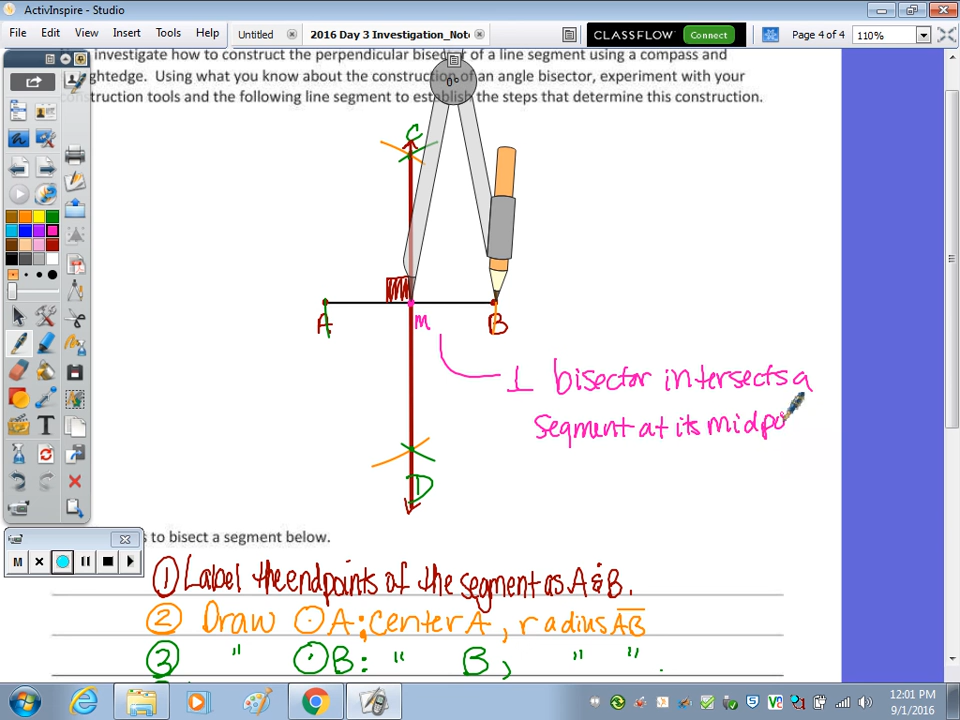 ActivInspire - Studio
File Edit View Insert Tools Help
Untitled
2016 Day 3 Investigation_Note
CLASSFLOW Connect
Page 4 of 4
110%
investigate how to construct the perpendicular bisector of a line segment using a compass and
ghtedge. Using what you know about the construction of an angle bisector, experiment with your
construction tools and the following line segment to establish the steps that determine this construction.
0°
C
A
M
B
⊥ bisector intersects a
segment at its midpo
D
s to bisect a segment below.
① Label the endpoints of the segment as A & B.
② Draw ⊙A: center A, radius AB
③ " ⊙B: " B, " ".
12:01 PM
9/1/2016